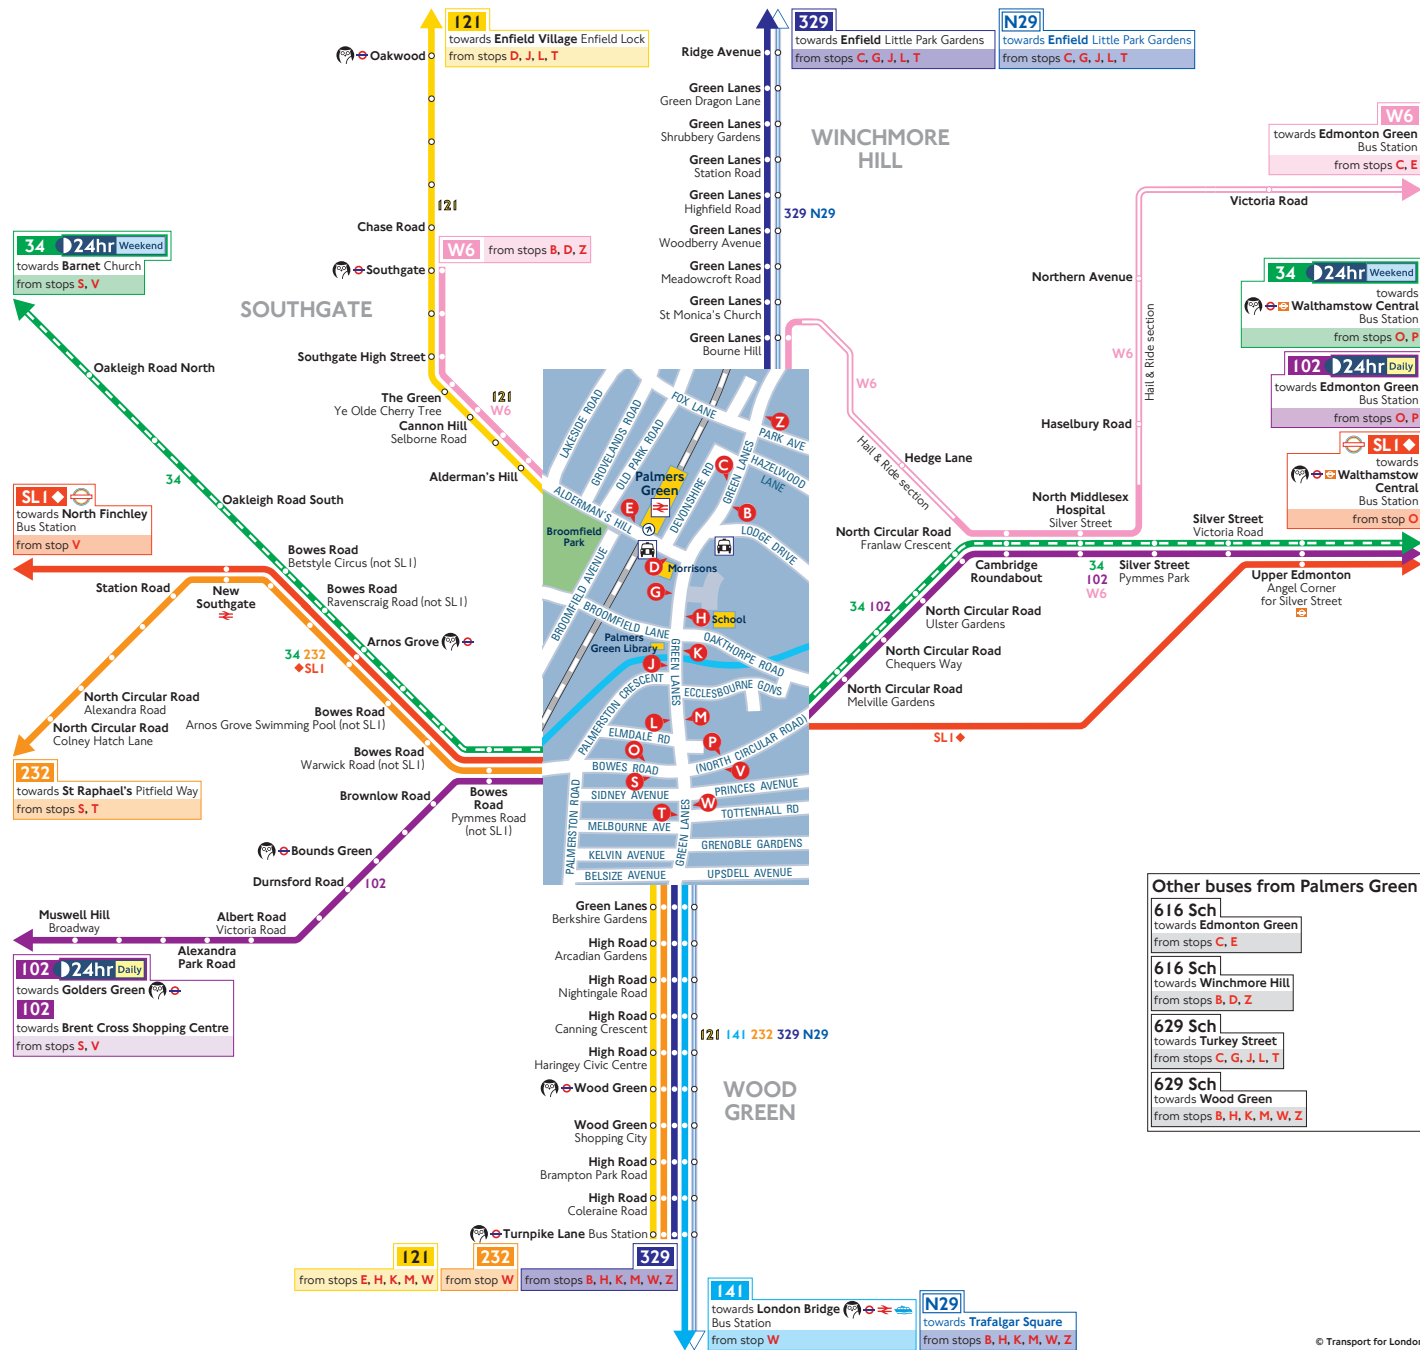 121
towards Enfield Village Enfield Lock
from stops D, J, L, T
329
towards Enfield Little Park Gardens
from stops C, G, J, L, T
N29
towards Enfield Little Park Gardens
from stops C, G, J, L, T
Oakwood
Chase Road
Southgate
Southgate High Street
The Green
Ye Olde Cherry Tree
Cannon Hill
Selborne Road
Alderman's Hill
121
121
W6
SOUTHGATE
W6 from stops B, D, Z
Ridge Avenue
Green Lanes
Green Dragon Lane
Green Lanes
Shrubbery Gardens
Green Lanes
Station Road
Green Lanes
Highfield Road
Green Lanes
Woodberry Avenue
Green Lanes
Meadowcroft Road
Green Lanes
St Monica's Church
Green Lanes
Bourne Hill
329 N29
WINCHMORE
HILL
W6
towards Edmonton Green
Bus Station
from stops C, E
Victoria Road
Northern Avenue
Hail & Ride section
W6
Haselbury Road
W6
Hail & Ride section
Hedge Lane
North Middlesex
Hospital
Silver Street
34 24hr Weekend
towards
Walthamstow Central
Bus Station
from stops O, P
102 24hr Daily
towards Edmonton Green
Bus Station
from stops O, P
SL1
towards
Walthamstow
Central
Bus Station
from stop O
North Circular Road
Franlaw Crescent
Cambridge
Roundabout
34
102
W6
Silver Street
Pymmes Park
Silver Street
Victoria Road
Upper Edmonton
Angel Corner
for Silver Street
34 102
North Circular Road
Ulster Gardens
North Circular Road
Chequers Way
North Circular Road
Melville Gardens
SL1
34 24hr Weekend
towards Barnet Church
from stops S, V
Oakleigh Road North
34
Oakleigh Road South
Bowes Road
Betstyle Circus (not SL1)
Bowes Road
Ravenscraig Road (not SL1)
Arnos Grove
34 232
SL1
SL1
towards North Finchley
Bus Station
from stop V
Station Road
New
Southgate
North Circular Road
Alexandra Road
North Circular Road
Colney Hatch Lane
Bowes Road
Arnos Grove Swimming Pool (not SL1)
Bowes Road
Warwick Road (not SL1)
Bowes
Road
Pymmes Road
(not SL1)
232
towards St Raphael's Pitfield Way
from stops S, T
Brownlow Road
Bounds Green
Durnsford Road
102
Albert Road
Victoria Road
Alexandra
Park Road
Muswell Hill
Broadway
102 24hr Daily
towards Golders Green
102
towards Brent Cross Shopping Centre
from stops S, V
LAKESIDE ROAD
GROVELANDS ROAD
OLD PARK ROAD
FOX LANE
PARK AVE
HAZELWOOD
LANE
GREEN LANES
DEVONSHIRE RD
LODGE DRIVE
ALDERMAN'S HILL
Palmers
Green
Broomfield
Park
BROOMFIELD AVENUE
Morrisons
BROOMFIELD LANE
School
OAKTHORPE ROAD
Palmers
Green Library
GREEN LANES
PALMERSTON CRESCENT
ECCLESBOURNE GDNS
ELMDALE RD
BOWES ROAD
(NORTH CIRCULAR ROAD)
SIDNEY AVENUE
PRINCES AVENUE
TOTTENHALL RD
MELBOURNE AVE
GREEN LANES
PALMERSTON ROAD
KELVIN AVENUE
GRENOBLE GARDENS
BELSIZE AVENUE
UPSDELL AVENUE
Z
C
B
E
D
G
H
K
J
L
M
O
P
S
V
T
W
Green Lanes
Berkshire Gardens
High Road
Arcadian Gardens
High Road
Nightingale Road
High Road
Canning Crescent
High Road
Haringey Civic Centre
Wood Green
Wood Green
Shopping City
High Road
Brampton Park Road
High Road
Coleraine Road
Turnpike Lane Bus Station
121 141 232 329 N29
WOOD
GREEN
121
from stops E, H, K, M, W
232
from stop W
329
from stops B, H, K, M, W, Z
141
towards London Bridge
Bus Station
from stop W
N29
towards Trafalgar Square
from stops B, H, K, M, W, Z
Other buses from Palmers Green
616 Sch
towards Edmonton Green
from stops C, E
616 Sch
towards Winchmore Hill
from stops B, D, Z
629 Sch
towards Turkey Street
from stops C, G, J, L, T
629 Sch
towards Wood Green
from stops B, H, K, M, W, Z
© Transport for London